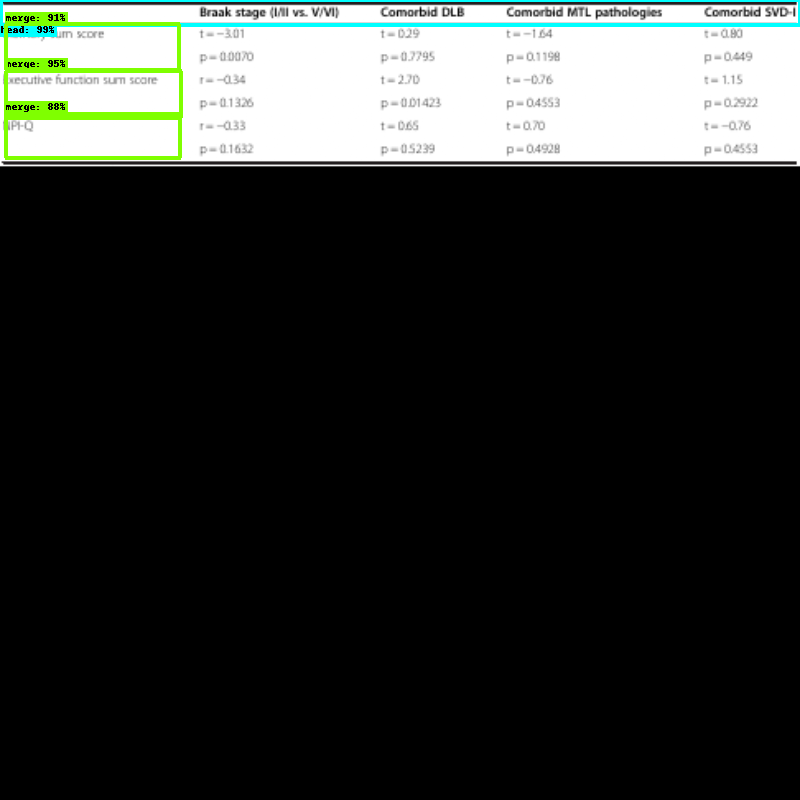 Braak stage (I/II vs. V/VI) Comorbid DLB Comorbid MTL pathologies Comorbid SVD-I
merge: 91%
head: 99%
sum score t = −3.01 t = 0.29 t = −1.64 t = 0.80
p = 0.0070 p = 0.7795 p = 0.1198 p = 0.449
merge: 95%
Executive function sum score r = −0.34 t = 2.70 t = −0.76 t = 1.15
merge: 88%
p = 0.1326 p = 0.01423 p = 0.4553 p = 0.2922
NPI-Q r = −0.33 t = 0.65 t = 0.70 t = −0.76
p = 0.1632 p = 0.5239 p = 0.4928 p = 0.4553